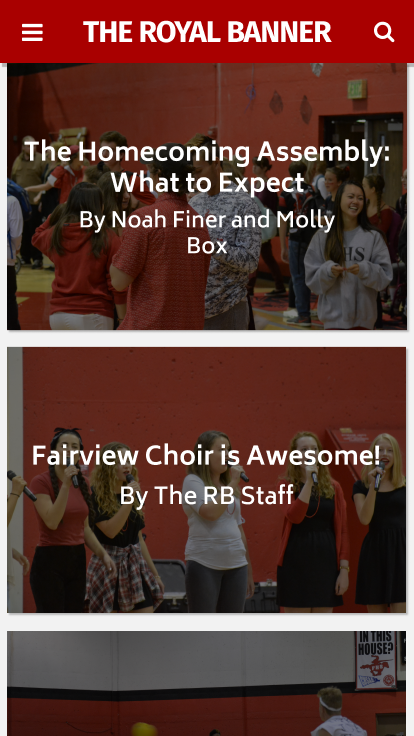 THE ROYAL BANNER
The Homecoming Assembly:
What to Expect
By Noah Finer and Molly
Box
HS
Fairview Choir is Awesome!
By The RB Staff
IN THIS
HOUSE?